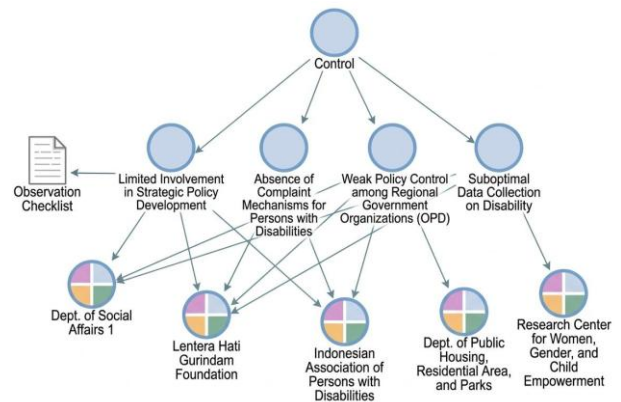 Control
Observation
Checklist
Limited Involvement
in Strategic Policy
Development
Absence of
Complaint
Mechanisms for
Persons with
Disabilities
Weak Policy Control
among Regional
Government
Organizations (OPD)
Suboptimal
Data Collection
on Disability
Dept. of Social
Affairs 1
Lentera Hati
Gurindam
Foundation
Indonesian
Association of
Persons with
Disabilities
Dept. of Public
Housing,
Residential Area,
and Parks
Research Center
for Women,
Gender, and
Child
Empowerment